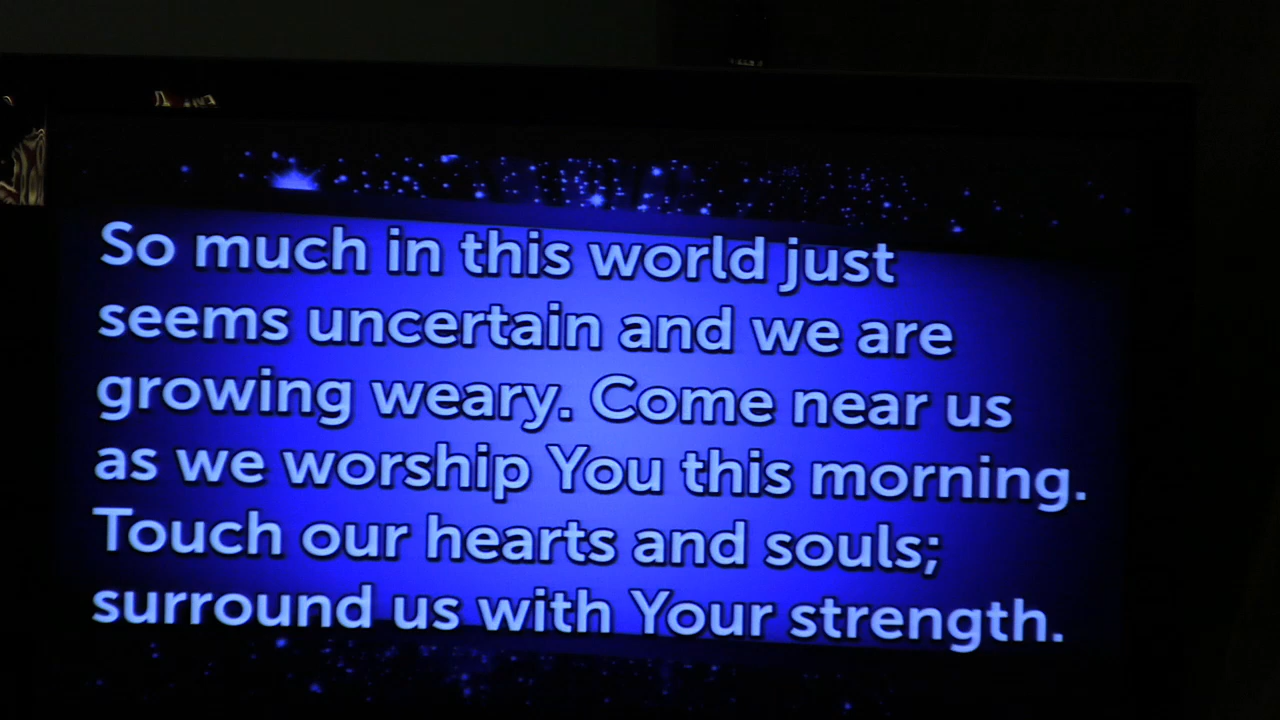 So much in this world just
seems uncertain and we are
growing weary. Come near us
as we worship You this morning.
Touch our hearts and souls;
surround us with Your strength.